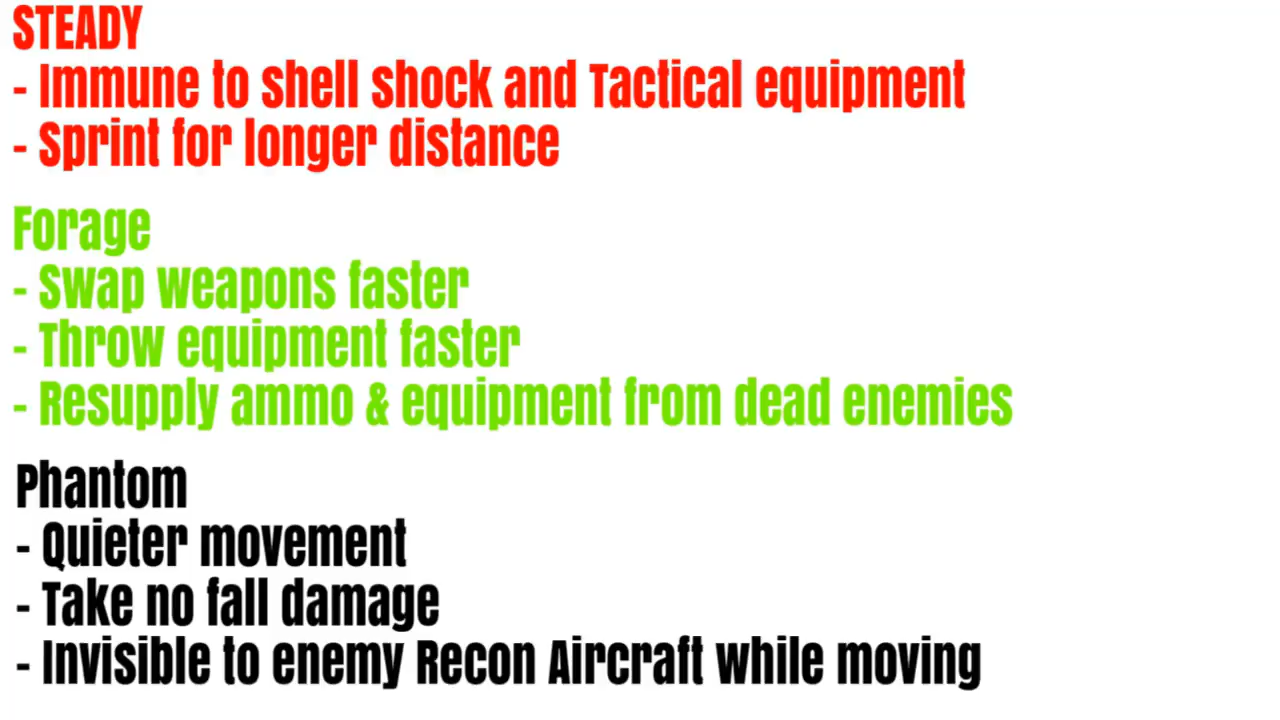 STEADY
- Immune to shell shock and Tactical equipment
- Sprint for longer distance
Forage
- Swap weapons faster
- Throw equipment faster
- Resupply ammo & equipment from dead enemies
Phantom
- Quieter movement
- Take no fall damage
- Invisible to enemy Recon Aircraft while moving